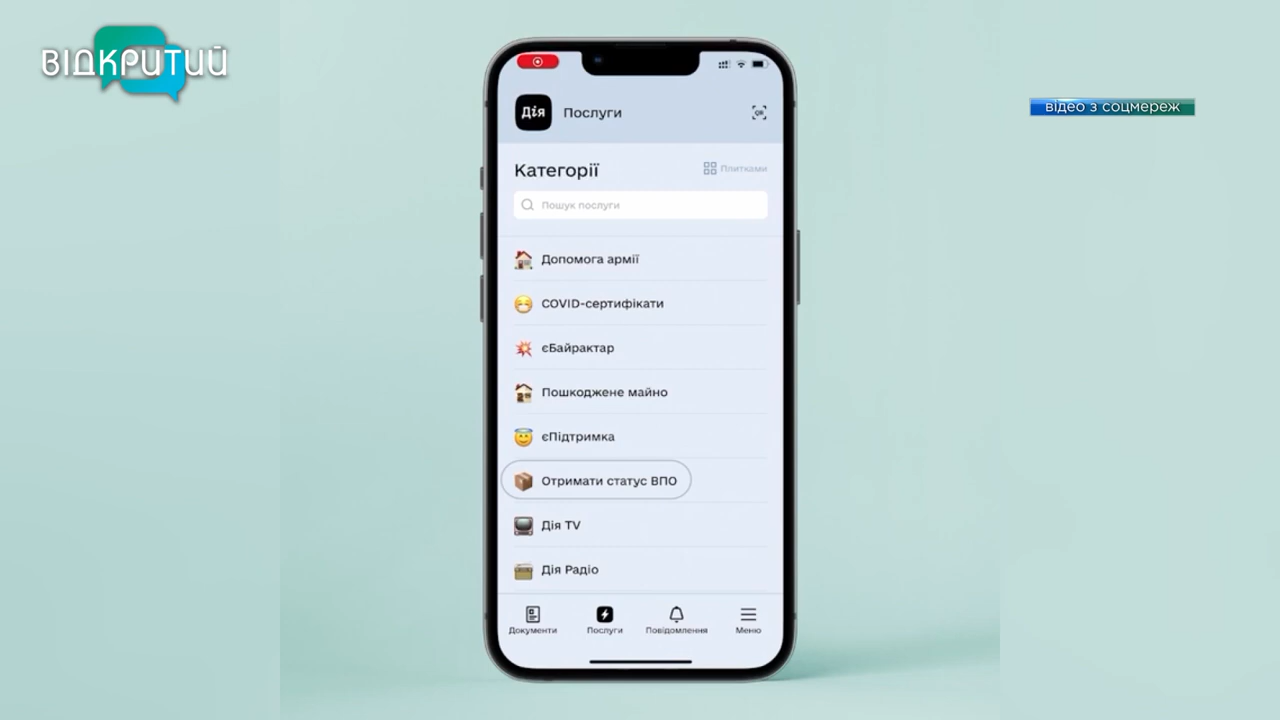 ВІДКРИТИЙ
відео з соцмереж
Дія
Послуги
QR
Категорії
Плитками
Пошук послуги
Допомога армії
COVID-сертифікати
єБайрактар
Пошкоджене майно
єПідтримка
Отримати статус ВПО
Дія TV
Дія Радіо
Документи
Послуги
Повідомлення
Меню